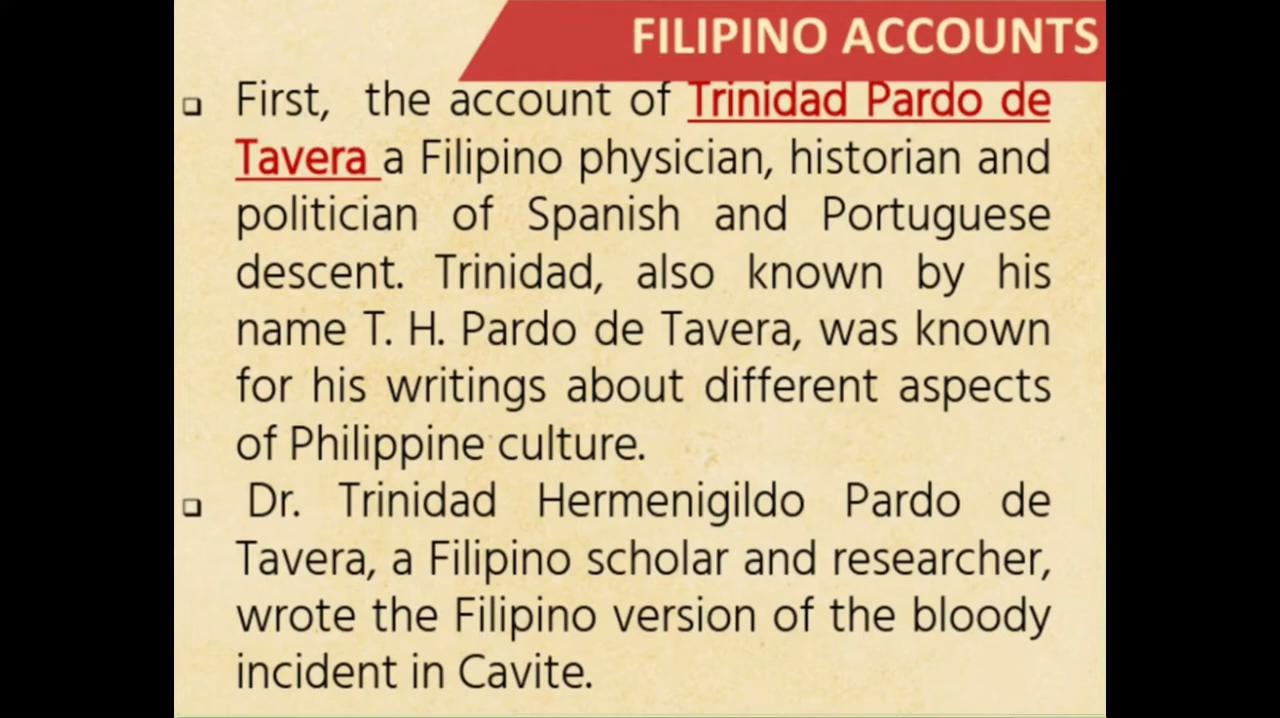 FILIPINO ACCOUNTS
❑ First, the account of Trinidad Pardo de
Tavera a Filipino physician, historian and
politician of Spanish and Portuguese
descent. Trinidad, also known by his
name T. H. Pardo de Tavera, was known
for his writings about different aspects
of Philippine culture.
❑ Dr. Trinidad Hermenigildo Pardo de
Tavera, a Filipino scholar and researcher,
wrote the Filipino version of the bloody
incident in Cavite.